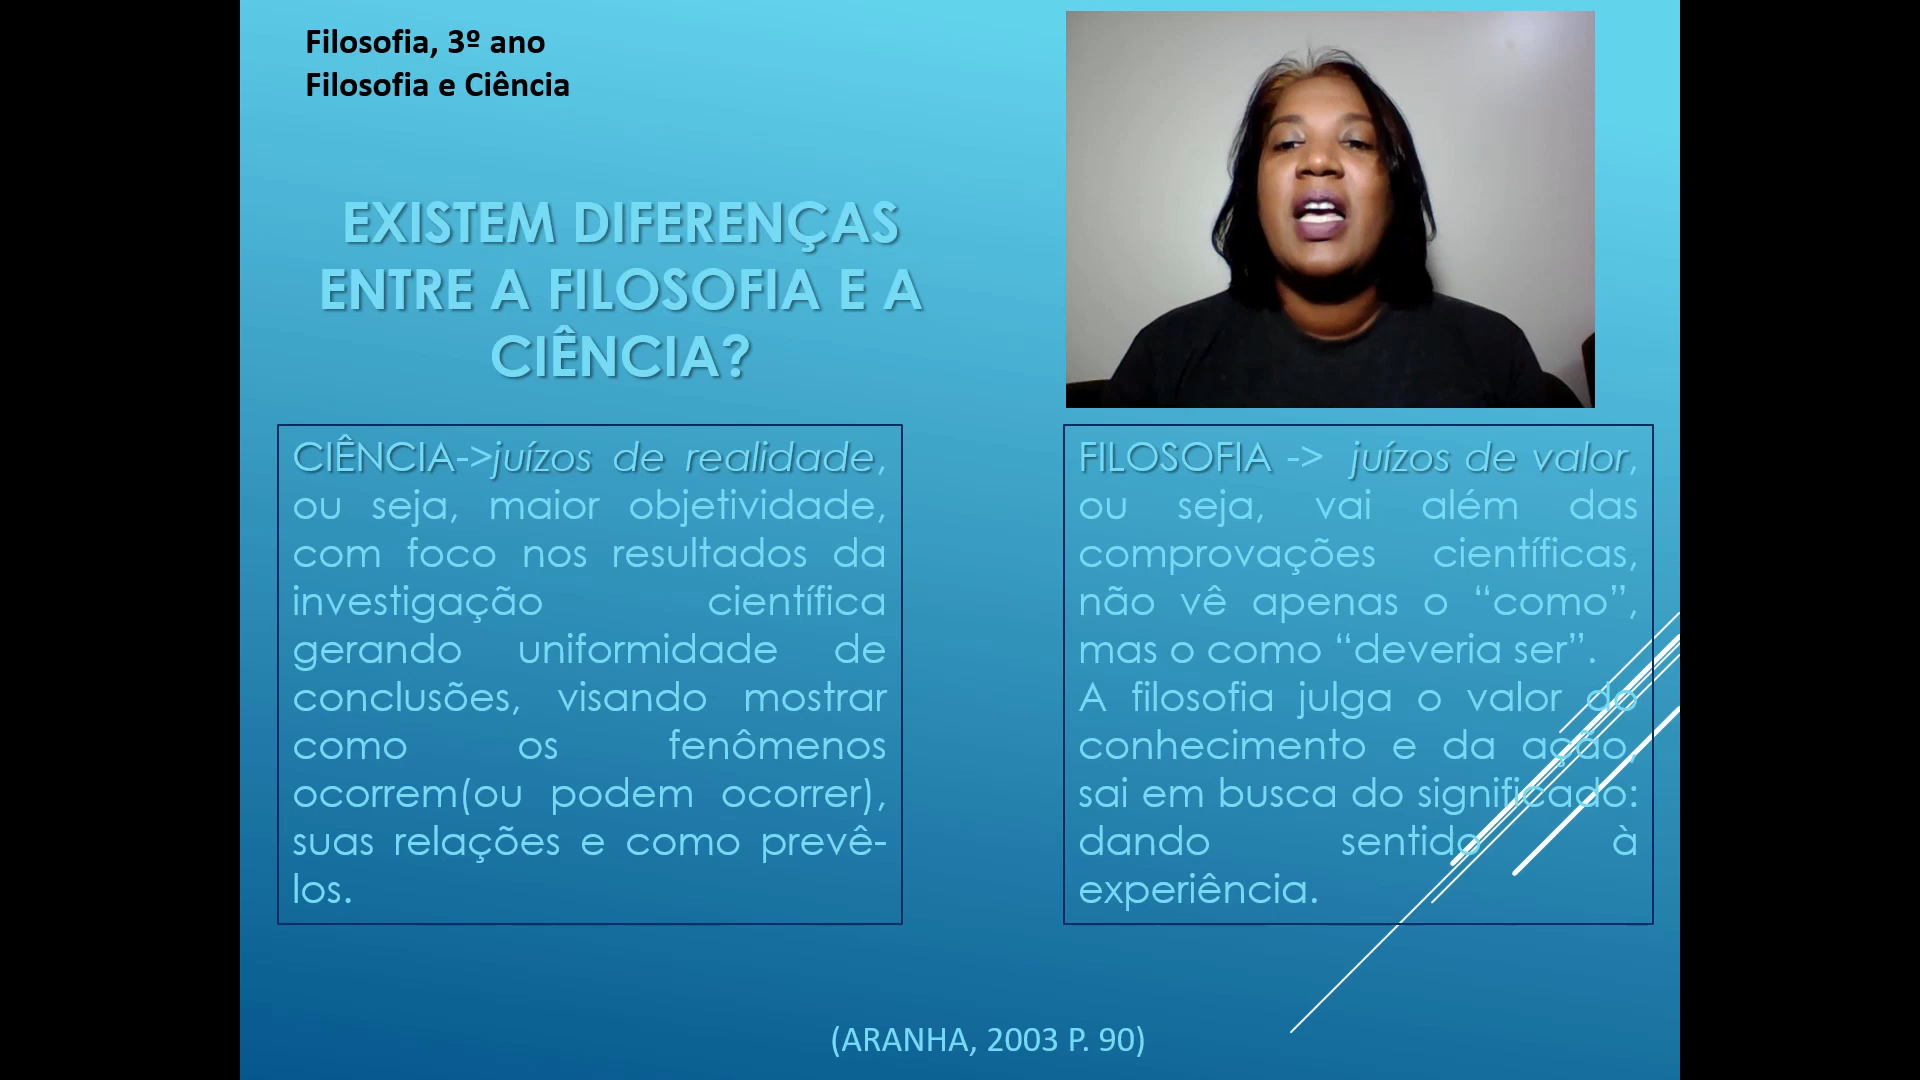 Filosofia, 3º ano
Filosofia e Ciência
EXISTEM DIFERENÇAS
ENTRE A FILOSOFIA E A
CIÊNCIA?
CIÊNCIA->juízos de realidade,
ou seja, maior objetividade,
com foco nos resultados da
investigação científica
gerando uniformidade de
conclusões, visando mostrar
como os fenômenos
ocorrem(ou podem ocorrer),
suas relações e como prevê-
los.
FILOSOFIA -> juízos de valor,
ou seja, vai além das
comprovações científicas,
não vê apenas o “como”,
mas o como “deveria ser”.
A filosofia julga o valor do
conhecimento e da ação,
sai em busca do significado:
dando sentido à
experiência.
(ARANHA, 2003 P. 90)